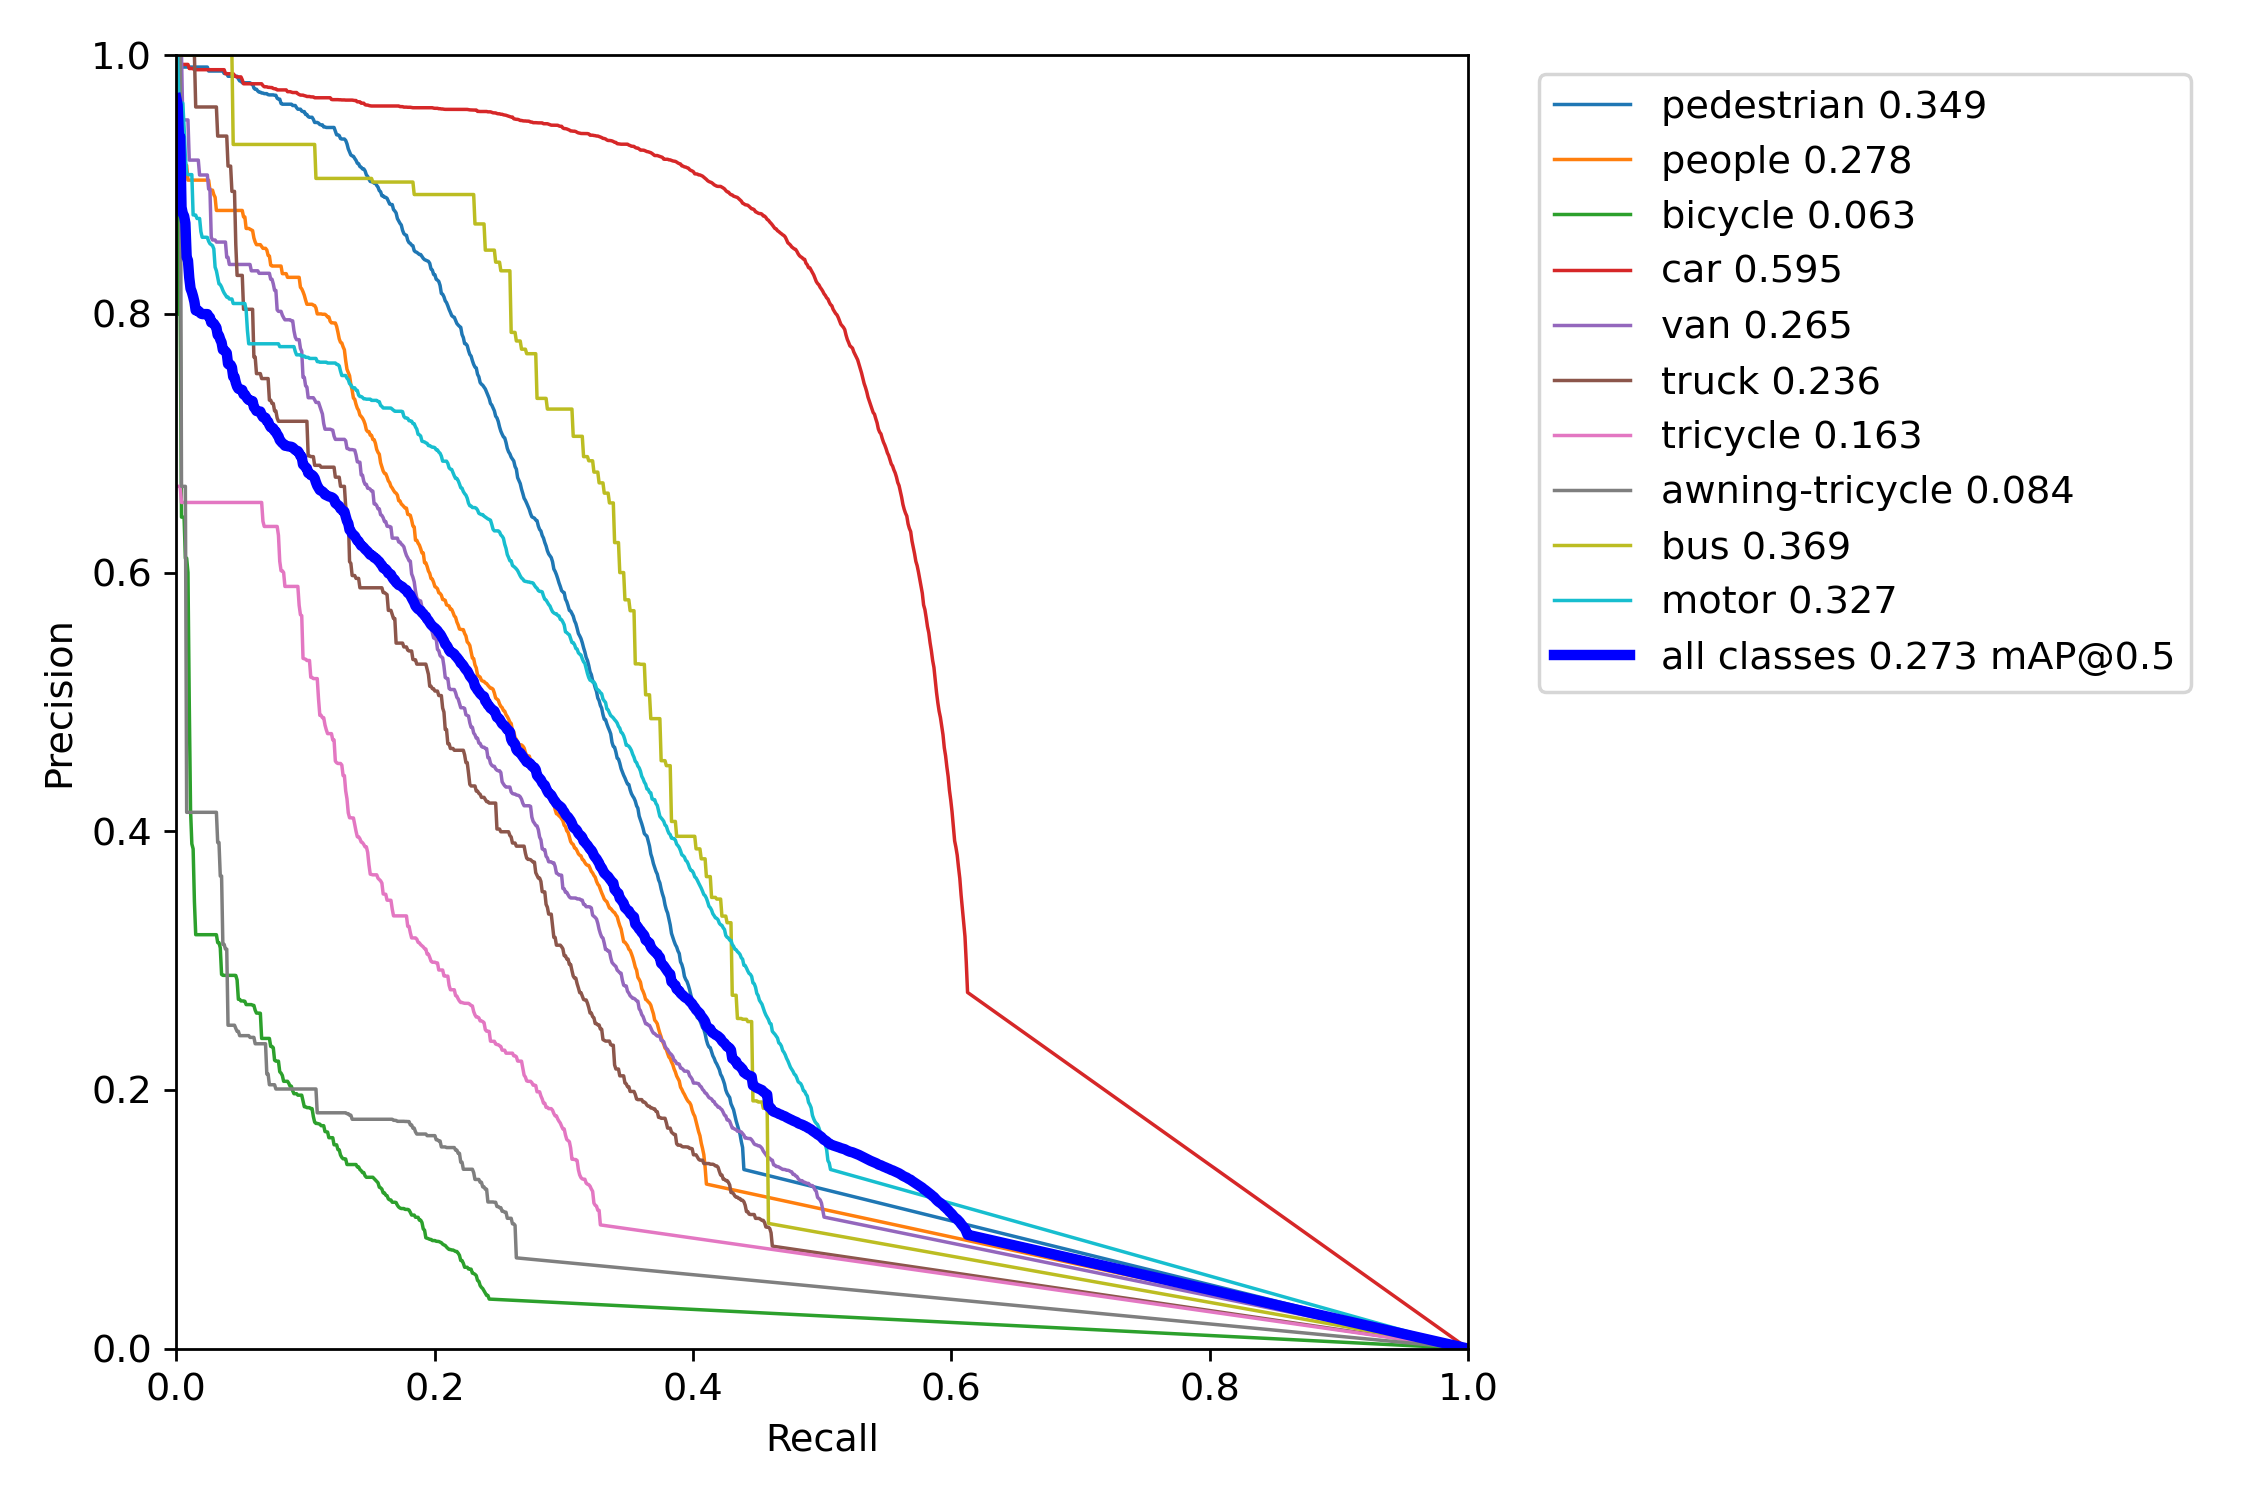 1.0
0.8
0.6
0.4
0.2
0.0
Precision
0.0 0.2 0.4 0.6 0.8 1.0
Recall
pedestrian 0.349
people 0.278
bicycle 0.063
car 0.595
van 0.265
truck 0.236
tricycle 0.163
awning-tricycle 0.084
bus 0.369
motor 0.327
all classes 0.273 mAP@0.5